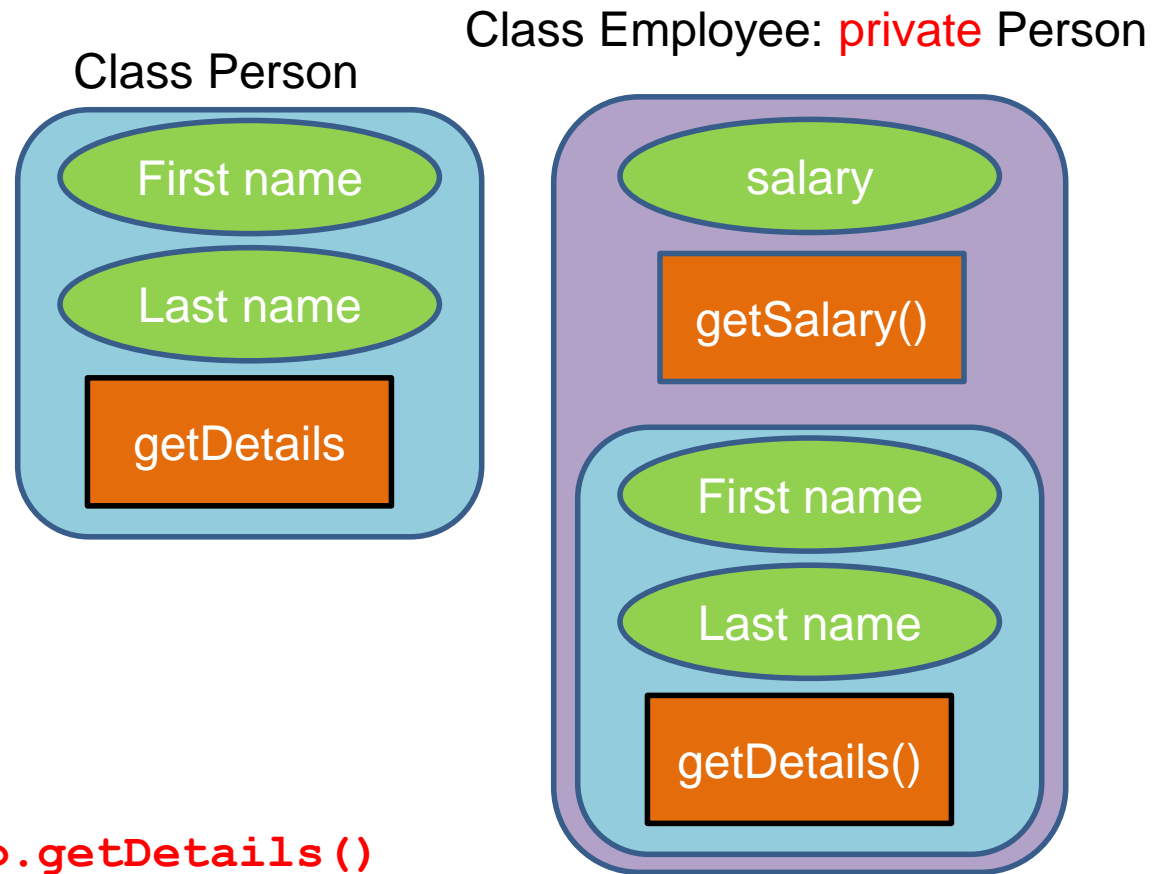 Class Employee: private Person
Class Person
First name
Last name
getDetails
salary
getSalary()
First name
Last name
getDetails()
.getDetails()